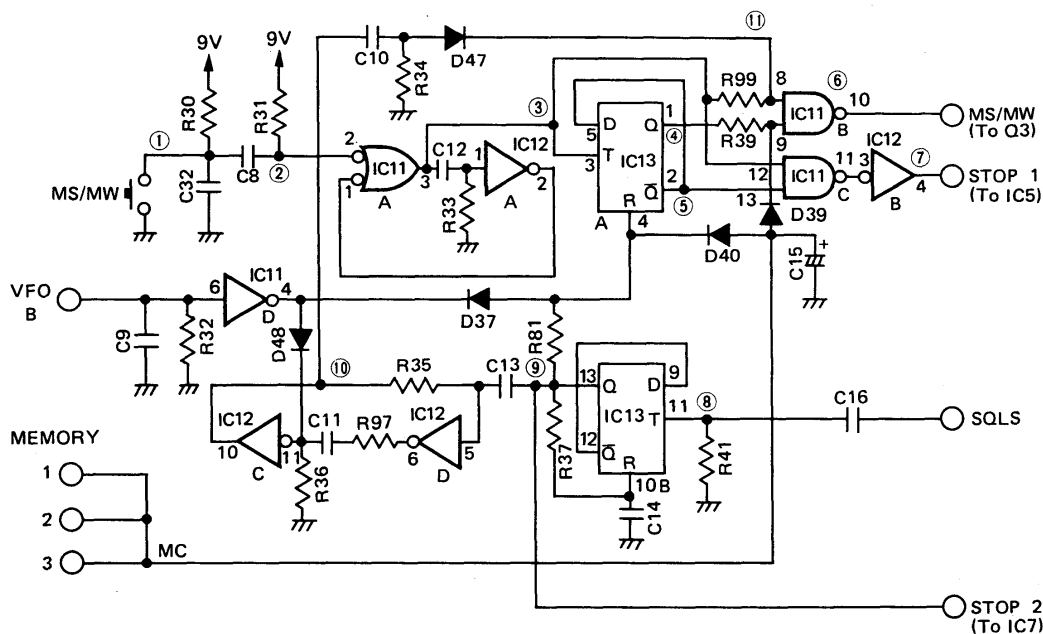 ⑪
9V
9V
C10
R34
D47
R99
8
⑥
R30
R31
③
1
Q
④
R39
IC11
10
MS/MW
(To Q3)
①
D
5
9
B
IC12
2
IC11
C12
IC12
T
3
IC13
2
Q̅
12
IC11
11
3
⑦
STOP 1
(To IC5)
MS/MW
C8
②
1
3
1
2
⑤
13
C
B
4
C32
A
R33
A
R
A
4
D39
D40
C15
+
VFO
B
6
IC11
4
D
D37
C9
R32
D48
R81
⑩
R35
C13
⑨
13
Q
D
9
IC12
C11
R97
IC12
IC13
T
11
⑧
C16
SQLS
10
11
6
5
12
Q̅
C
R36
D
R37
R
R41
10
B
C14
MEMORY
1
2
3
MC
STOP 2
(To IC7)